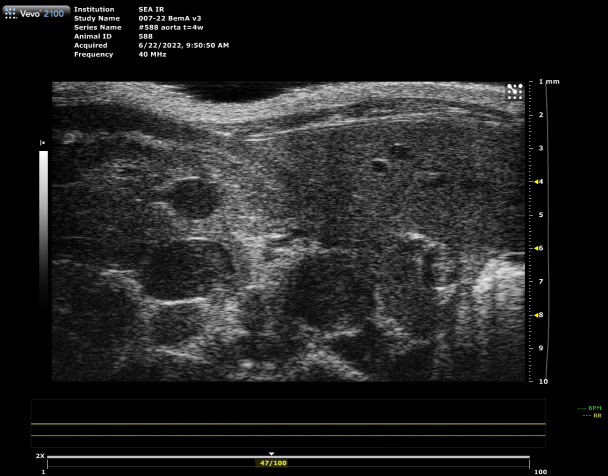 Vevo 2100
Institution SEA IR
Study Name 007-22 BemA v3
Series Name #588 aorta t=4w
Animal ID 588
Acquired 6/22/2022, 9:50:50 AM
Frequency 40 MHz
1 mm
2
3
4
5
6
7
8
9
10
--- BPM
--- RR
2X
47/100
1 100